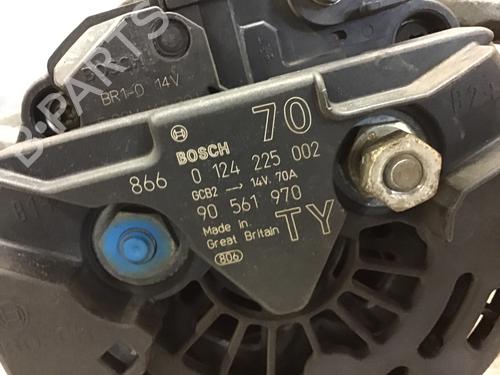 B-PARTS
BOSCH
BR1-D 14V
70
BOSCH
866 0 124 225 002
GCB2 → 14V. 70A
90 561 970
Made in
Great Britain
TY
806